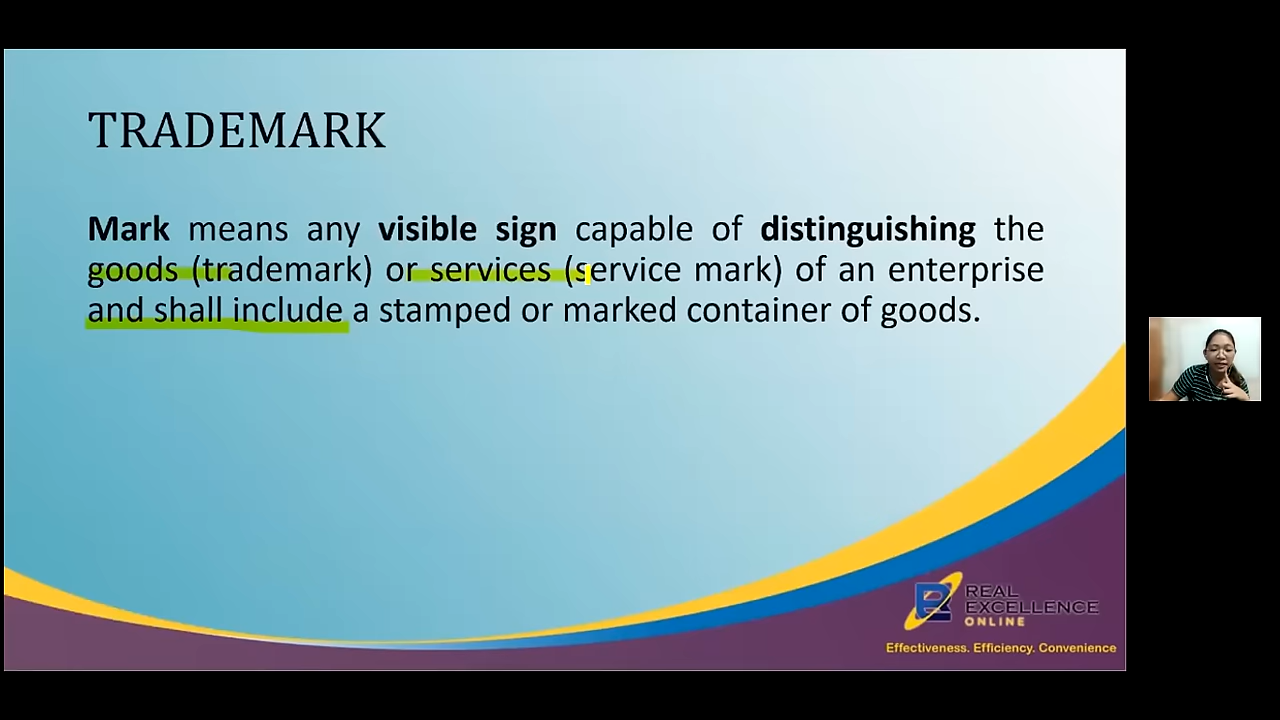 TRADEMARK
Mark means any visible sign capable of distinguishing the
goods (trademark) or services (service mark) of an enterprise
and shall include a stamped or marked container of goods.
REAL
EXCELLENCE
ONLINE
Effectiveness. Efficiency. Convenience